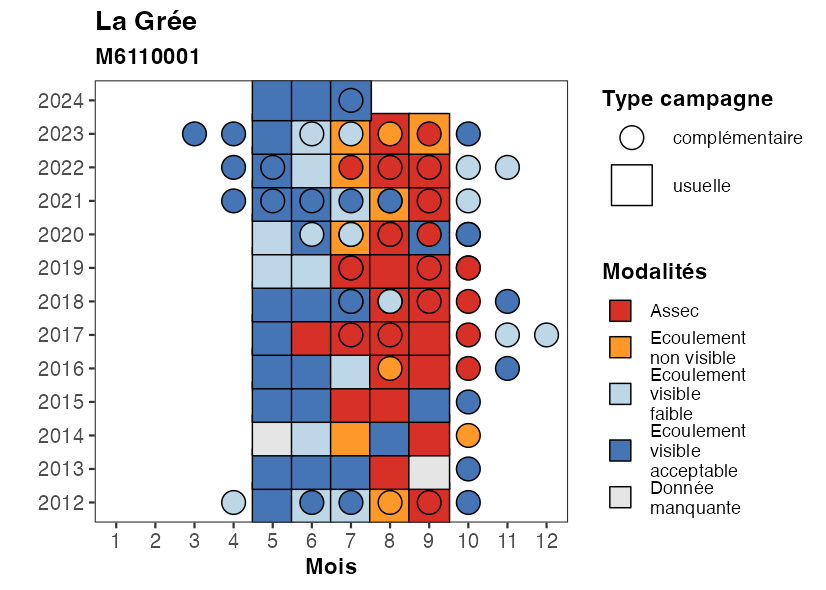 La Grée
M6110001
2024
2023
2022
2021
2020
2019
2018
2017
2016
2015
2014
2013
2012
1 2 3 4 5 6 7 8 9 10 11 12
Mois
Type campagne
complémentaire
usuelle
Modalités
Assec
Ecoulement
non visible
Ecoulement
visible
faible
Ecoulement
visible
acceptable
Donnée
manquante